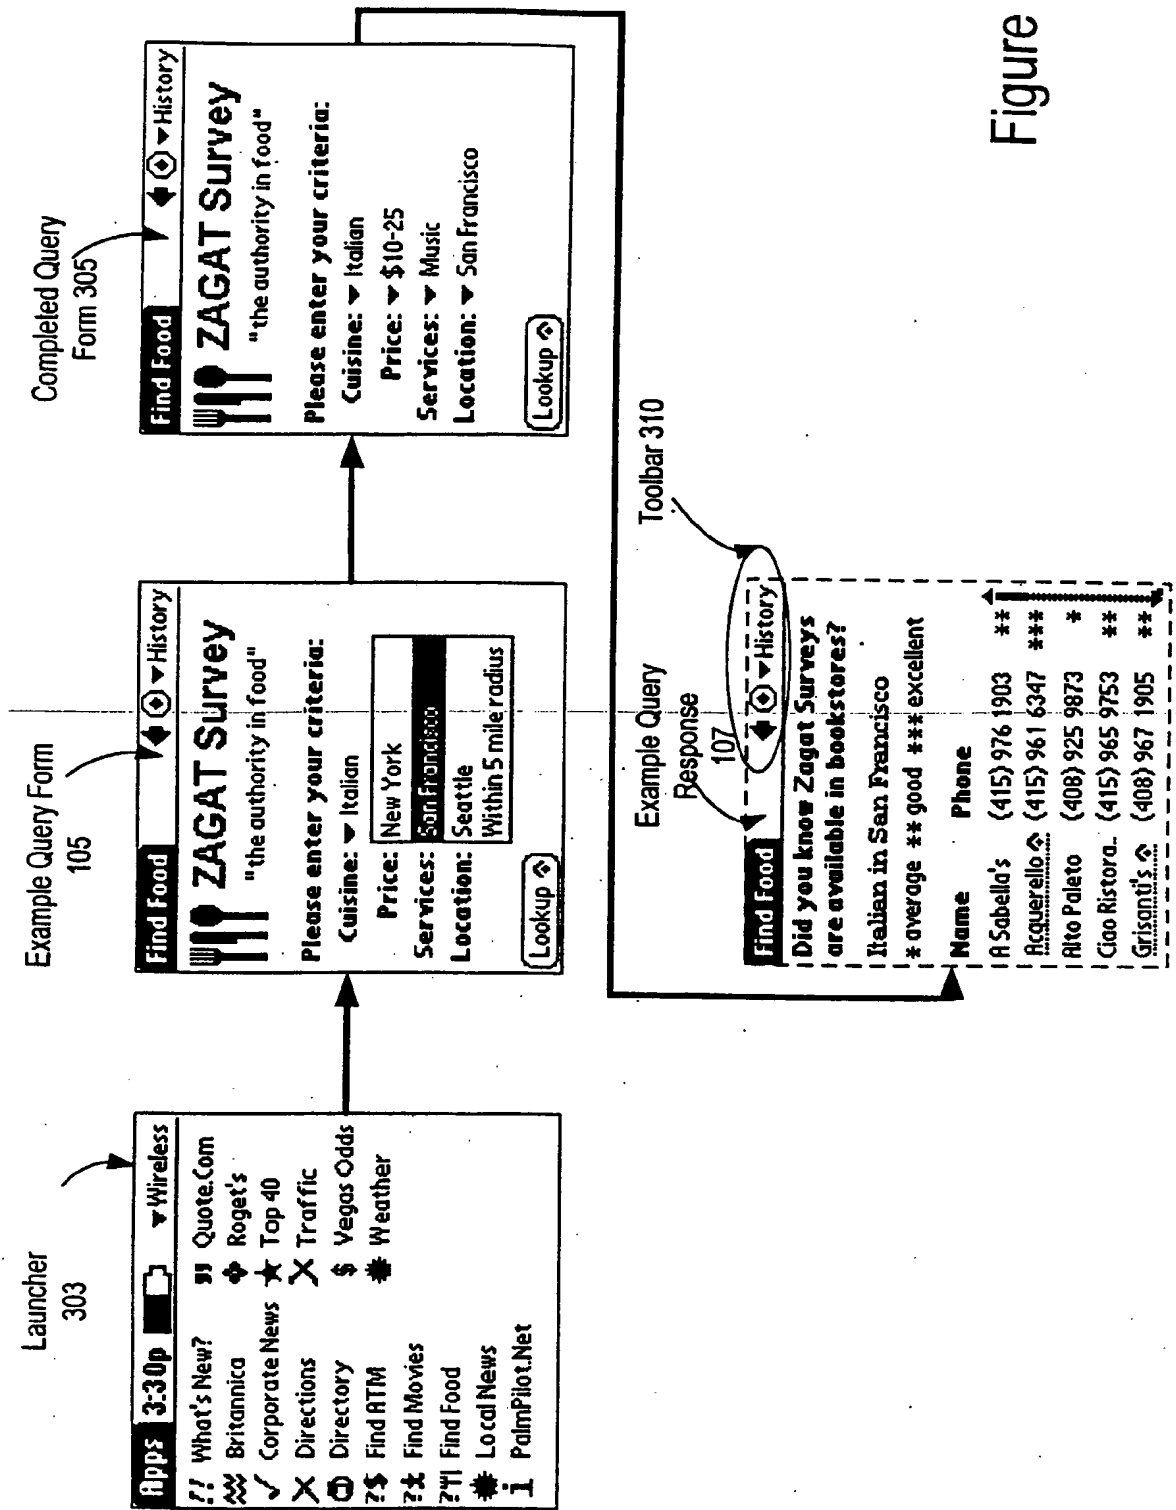 Launcher
303
Apps 3:30p ▾Wireless
?? What's New?
Britannica
Corporate News
Directions
Directory
?$ Find ATM
Find Movies
Find Food
Local News
i PalmPilot.Net
Quote.Com
Roget's
Top 40
Traffic
$ Vegas Odds
Weather
Example Query Form
105
Find Food ▾History
ZAGAT Survey
"the authority in food"
Please enter your criteria:
Cuisine: ▾ Italian
Price:
Services:
Location:
New York
San Francisco
Seattle
Within 5 mile radius
Lookup
Completed Query
Form 305
Find Food ▾History
ZAGAT Survey
"the authority in food"
Please enter your criteria:
Cuisine: ▾ Italian
Price: ▾ $10-25
Services: ▾ Music
Location: ▾ San Francisco
Lookup
Example Query
Response
107
Toolbar 310
Find Food ▾History
Did you know Zagat Surveys
are available in bookstores?
Italian in San Francisco
* average ** good *** excellent
Name Phone
A Sabella's (415) 976 1903 **
Acquerello (415) 961 6347 ***
Alto Paleto (408) 925 9873 *
Ciao Ristora.. (415) 965 9753 **
Grisanti's (408) 967 1905 **
Figure